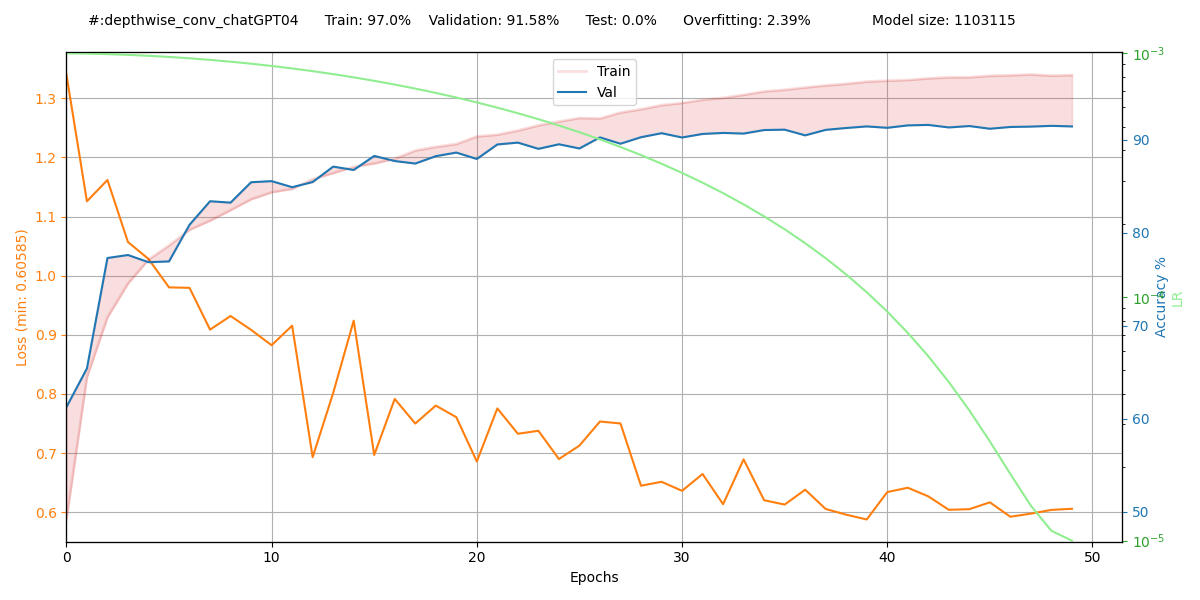 #:depthwise_conv_chatGPT04 Train: 97.0% Validation: 91.58% Test: 0.0% Overfitting: 2.39% Model size: 1103115
Train
Val
1.3
1.2
1.1
1.0
0.9
0.8
0.7
0.6
Loss (min: 0.60585)
0 10 20 30 40 50
Epochs
90
80
70
60
50
Accuracy %
10⁻³
10⁻⁵
LR